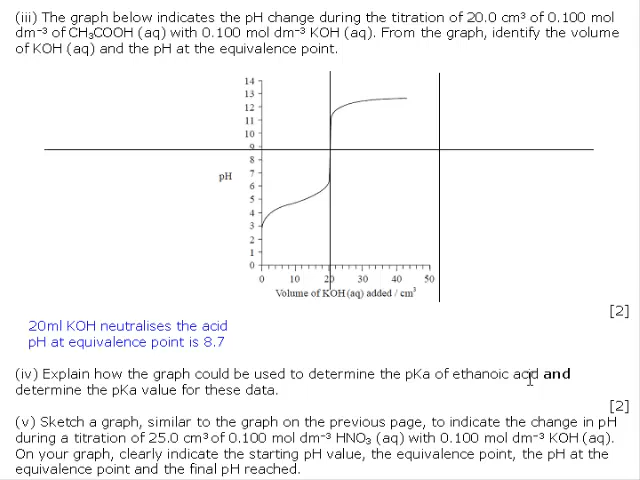 (iii) The graph below indicates the pH change during the titration of 20.0 cm³ of 0.100 mol
dm⁻³ of CH₃COOH (aq) with 0.100 mol dm⁻³ KOH (aq). From the graph, identify the volume
of KOH (aq) and the pH at the equivalence point.
14
13
12
11
10
9
8
7
6
5
4
3
2
1
0
pH
0 10 20 30 40 50
Volume of KOH (aq) added / cm³
[2]
20ml KOH neutralises the acid
pH at equivalence point is 8.7
(iv) Explain how the graph could be used to determine the pKa of ethanoic acid and
determine the pKa value for these data.
[2]
(v) Sketch a graph, similar to the graph on the previous page, to indicate the change in pH
during a titration of 25.0 cm³ of 0.100 mol dm⁻³ HNO₃ (aq) with 0.100 mol dm⁻³ KOH (aq).
On your graph, clearly indicate the starting pH value, the equivalence point, the pH at the
equivalence point and the final pH reached.